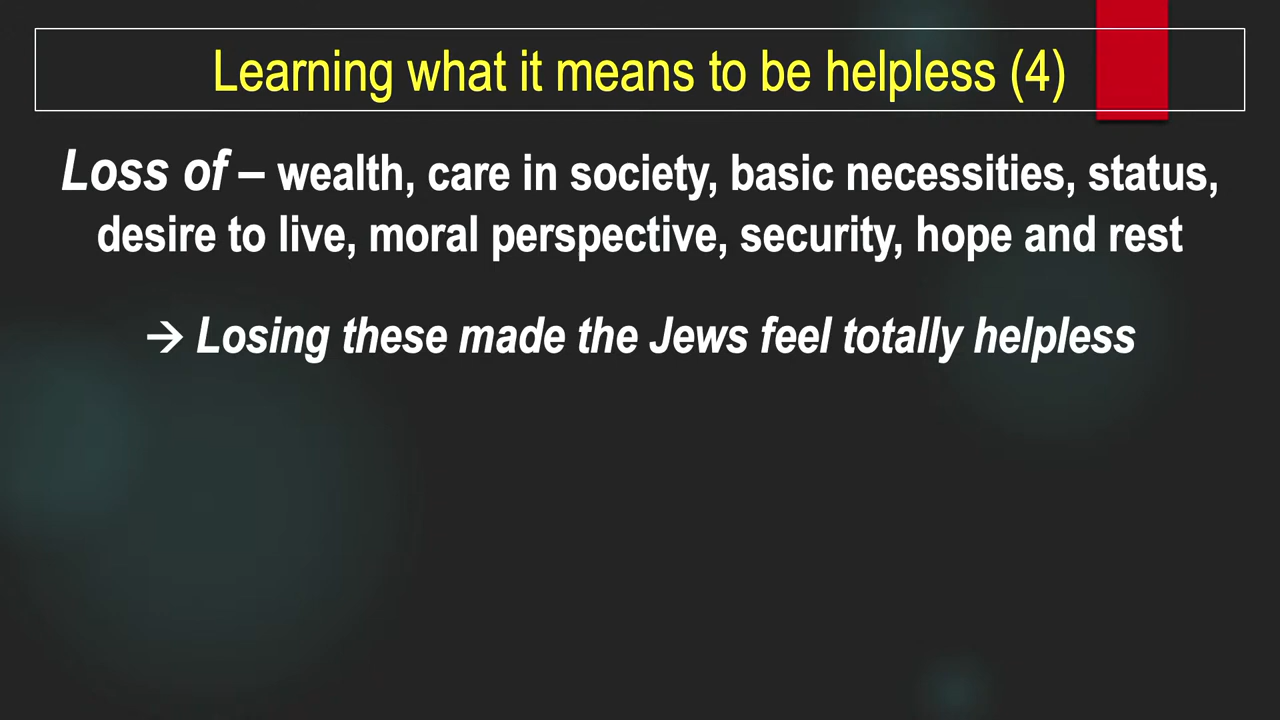 Learning what it means to be helpless (4)
Loss of – wealth, care in society, basic necessities, status,
desire to live, moral perspective, security, hope and rest
→ Losing these made the Jews feel totally helpless